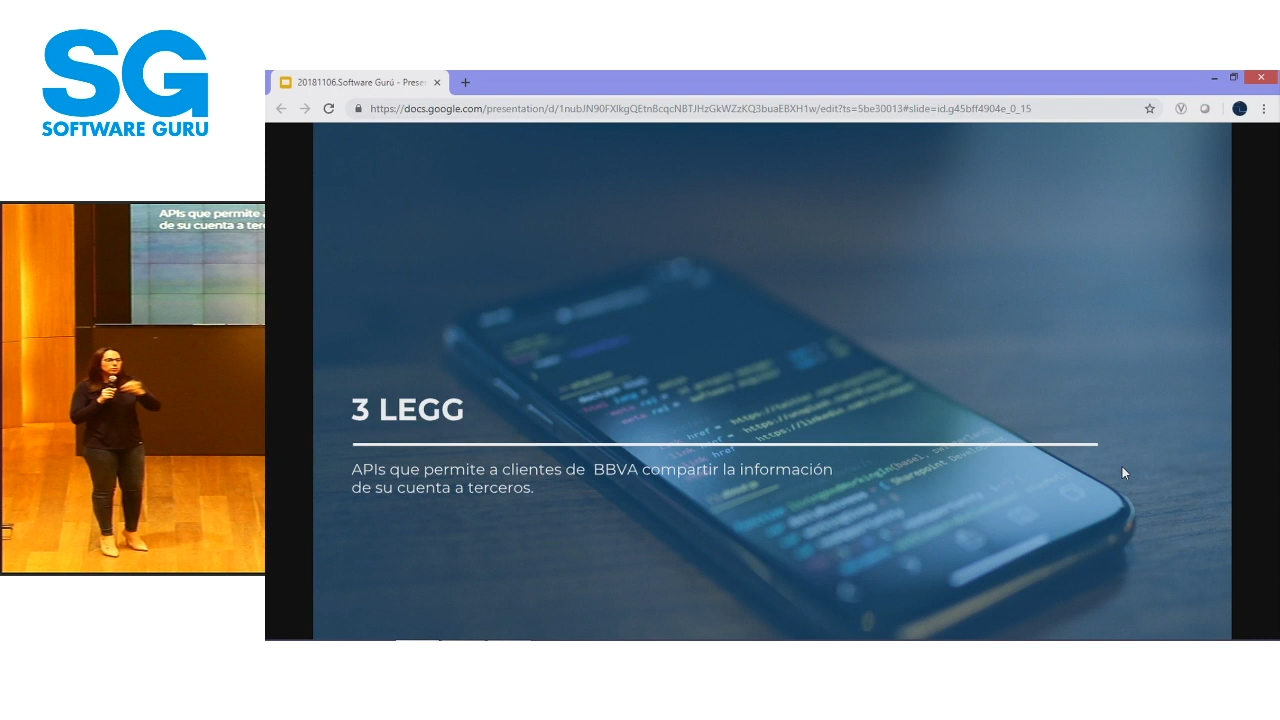 SG
SOFTWARE GURU
20181106.Software Gurú - Prese
https://docs.google.com/presentation/d/1nubJN90FXIkgQEtnBcqcNBTJHzGkWZzKQ3buaEBXH1w/edit?ts=5be30013#slide=id.g45bff4904e_0_15
APIs que permite a
de su cuenta a terc
3 LEGG
APIs que permite a clientes de BBVA compartir la información
de su cuenta a terceros.